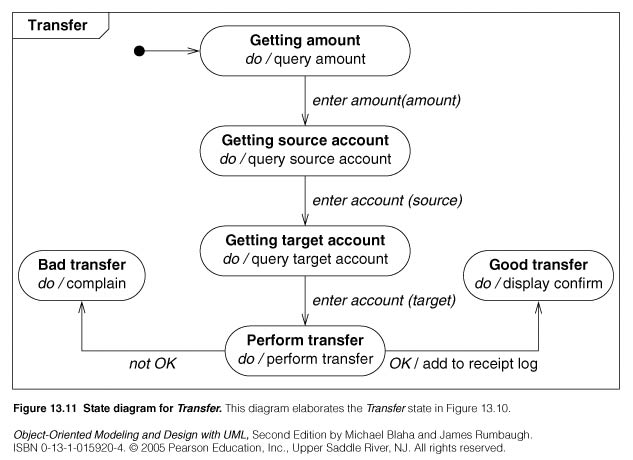 Transfer
Getting amount
do / query amount
enter amount(amount)
Getting source account
do / query source account
enter account (source)
Getting target account
do / query target account
Bad transfer
do / complain
Good transfer
do / display confirm
enter account (target)
Perform transfer
do / perform transfer
not OK
OK / add to receipt log
Figure 13.11 State diagram for Transfer. This diagram elaborates the Transfer state in Figure 13.10.
Object-Oriented Modeling and Design with UML, Second Edition by Michael Blaha and James Rumbaugh.
ISBN 0-13-1-015920-4. © 2005 Pearson Education, Inc., Upper Saddle River, NJ. All rights reserved.